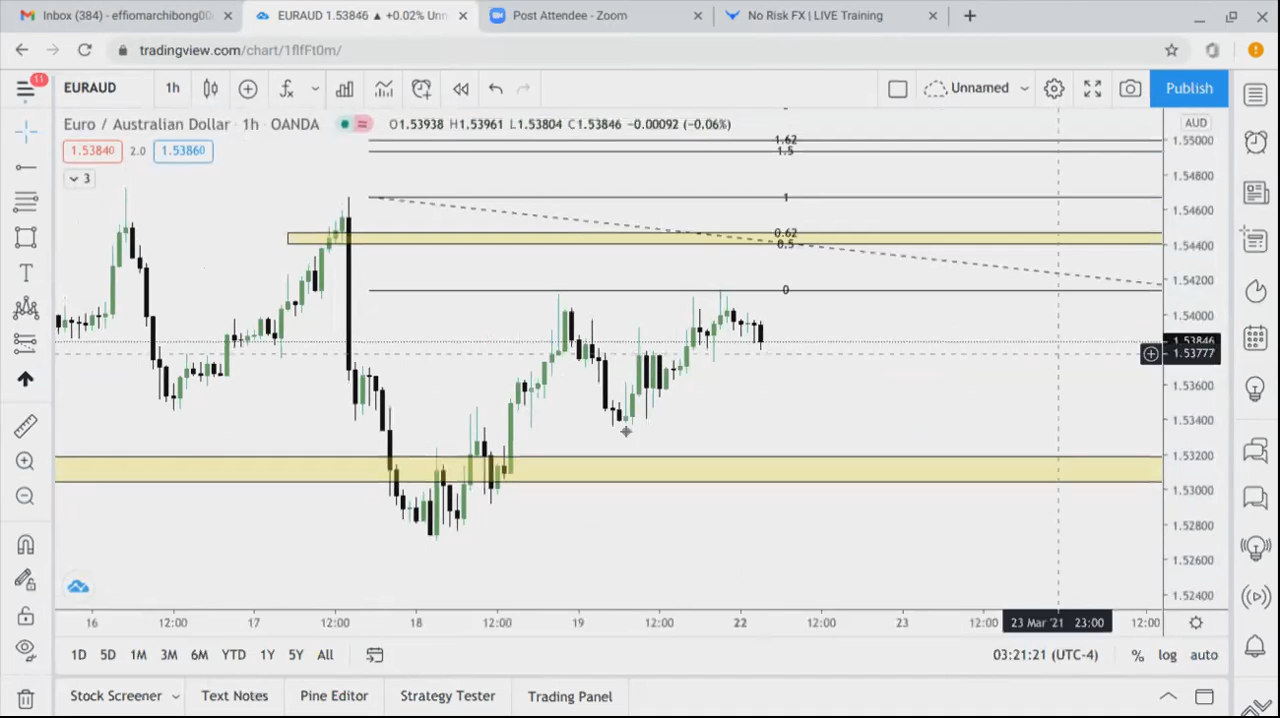 Inbox (384) - effiomarchibong00
EURAUD 1.53846 ▲ +0.02% Unn
Post Attendee - Zoom
No Risk FX | LIVE Training
tradingview.com/chart/1flfFt0m/
11
EURAUD
1h
Unnamed
Publish
Euro / Australian Dollar · 1h · OANDA
O1.53938 H1.53961 L1.53804 C1.53846 -0.00092 (-0.06%)
AUD
1.53840 2.0 1.53860
3
1.62
1.5
1
0.62
0.5
0
1.55000
1.54800
1.54600
1.54400
1.54200
1.54000
1.53846
1.53777
1.53600
1.53400
1.53200
1.53000
1.52800
1.52600
1.52400
16 12:00 17 12:00 18 12:00 19 12:00 22 12:00 23 12:00 23 Mar '21 23:00 12:00
1D 5D 1M 3M 6M YTD 1Y 5Y All
03:21:21 (UTC-4) % log auto
Stock Screener Text Notes Pine Editor Strategy Tester Trading Panel